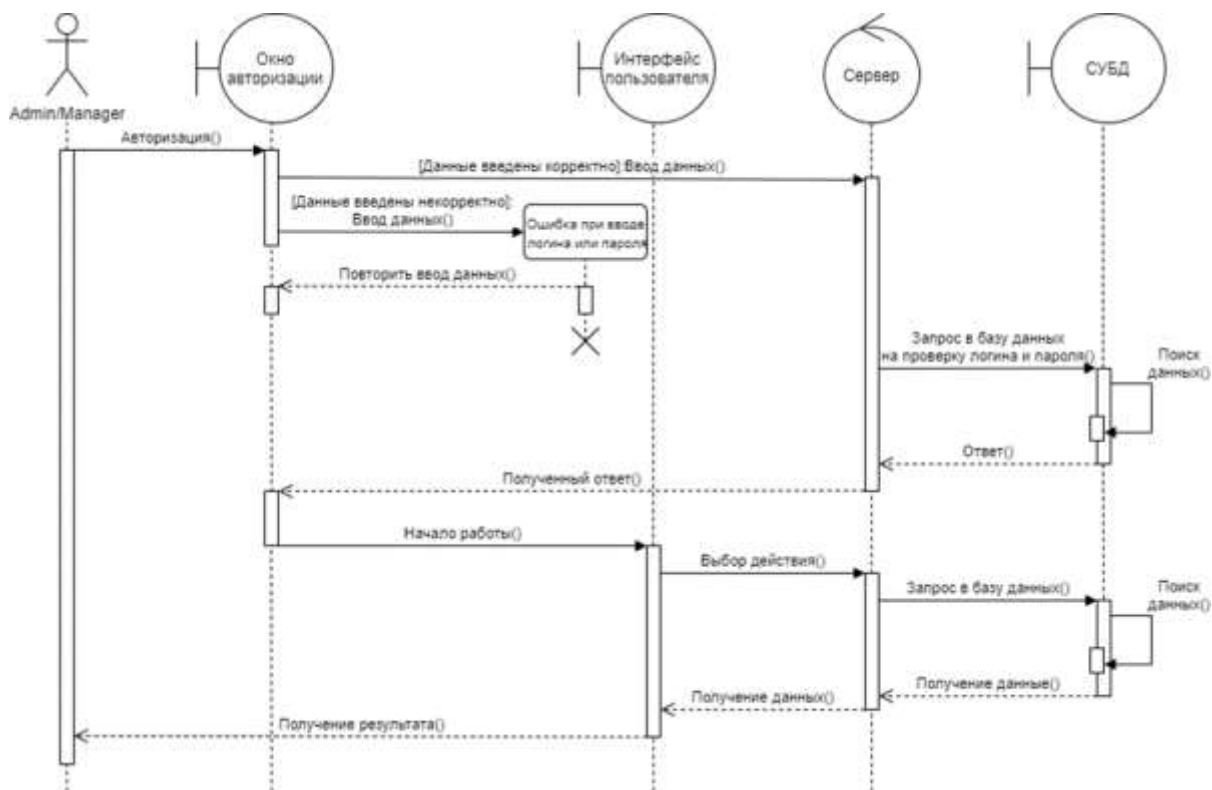 Окно
авторизации
Интерфейс
пользователя
Сервер
СУБД
Admin/Manager
Авторизация()
[Данные введены корректно]:Ввод данных()
[Данные введены некорректно]:
Ввод данных()
Ошибка при вводе
логина или пароля
Повторить ввод данных()
Запрос в базу данных
на проверку логина и пароля()
Поиск
данных()
Ответ()
Полученный ответ()
Начало работы()
Выбор действия()
Запрос в базу данных()
Поиск
данных()
Получение данные()
Получение данных()
Получение результата()